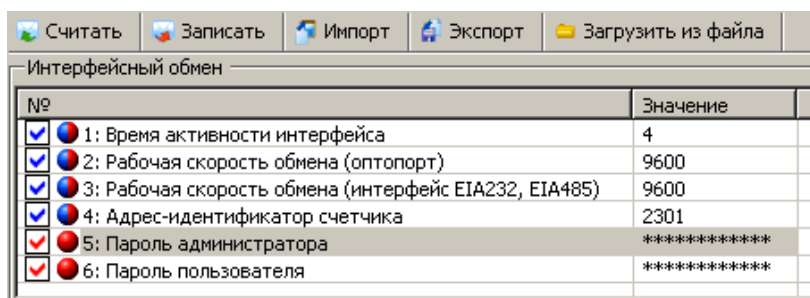 Считать Записать Импорт Экспорт Загрузить из файла
Интерфейсный обмен
№ Значение
1: Время активности интерфейса 4
2: Рабочая скорость обмена (оптопорт) 9600
3: Рабочая скорость обмена (интерфейс EIA232, EIA485) 9600
4: Адрес-идентификатор счетчика 2301
5: Пароль администратора ************
6: Пароль пользователя ************